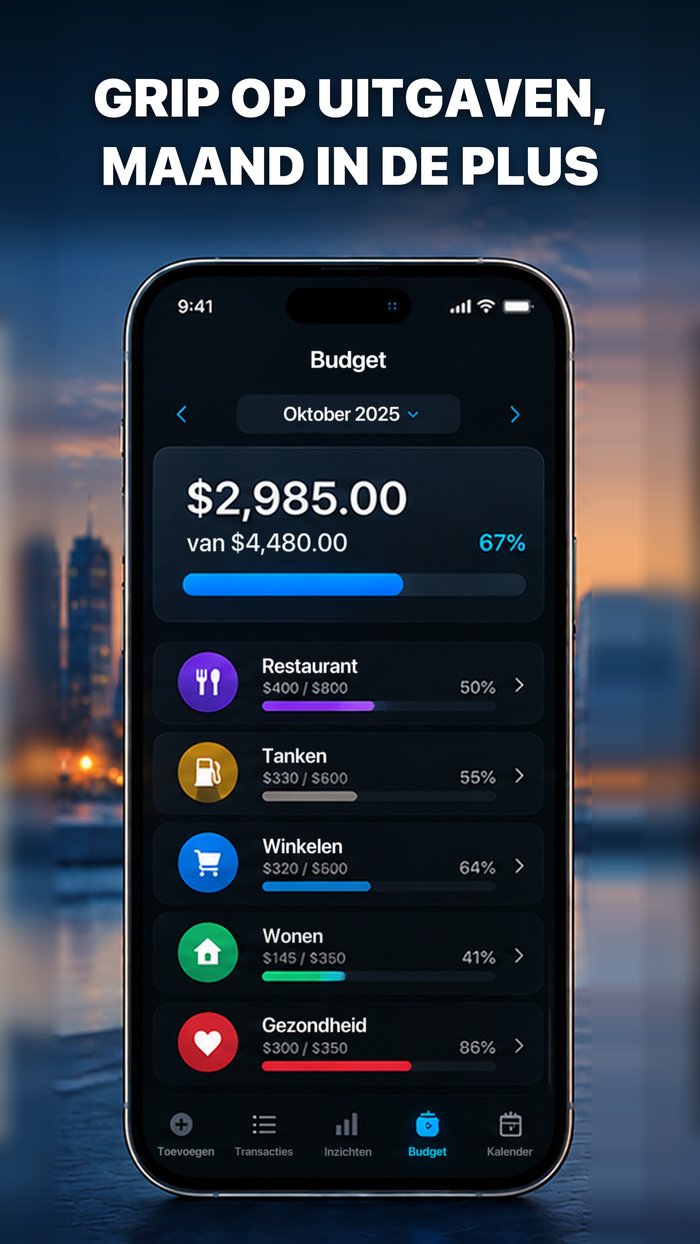 GRIP OP UITGAVEN,
MAAND IN DE PLUS
9:41
Budget
Oktober 2025
$2,985.00
van $4,480.00
67%
Restaurant
$400 / $800
50%
Tanken
$330 / $600
55%
Winkelen
$320 / $600
64%
Wonen
$145 / $350
41%
Gezondheid
$300 / $350
86%
Toevoegen
Transacties
Inzichten
Budget
Kalender